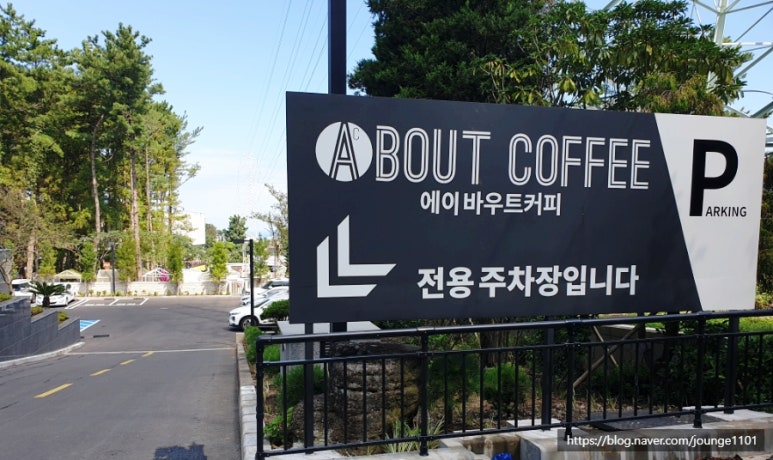 ABOUT COFFEE
에이바우트커피
전용 주차장입니다
P
PARKING
https://blog.naver.com/jounge1101